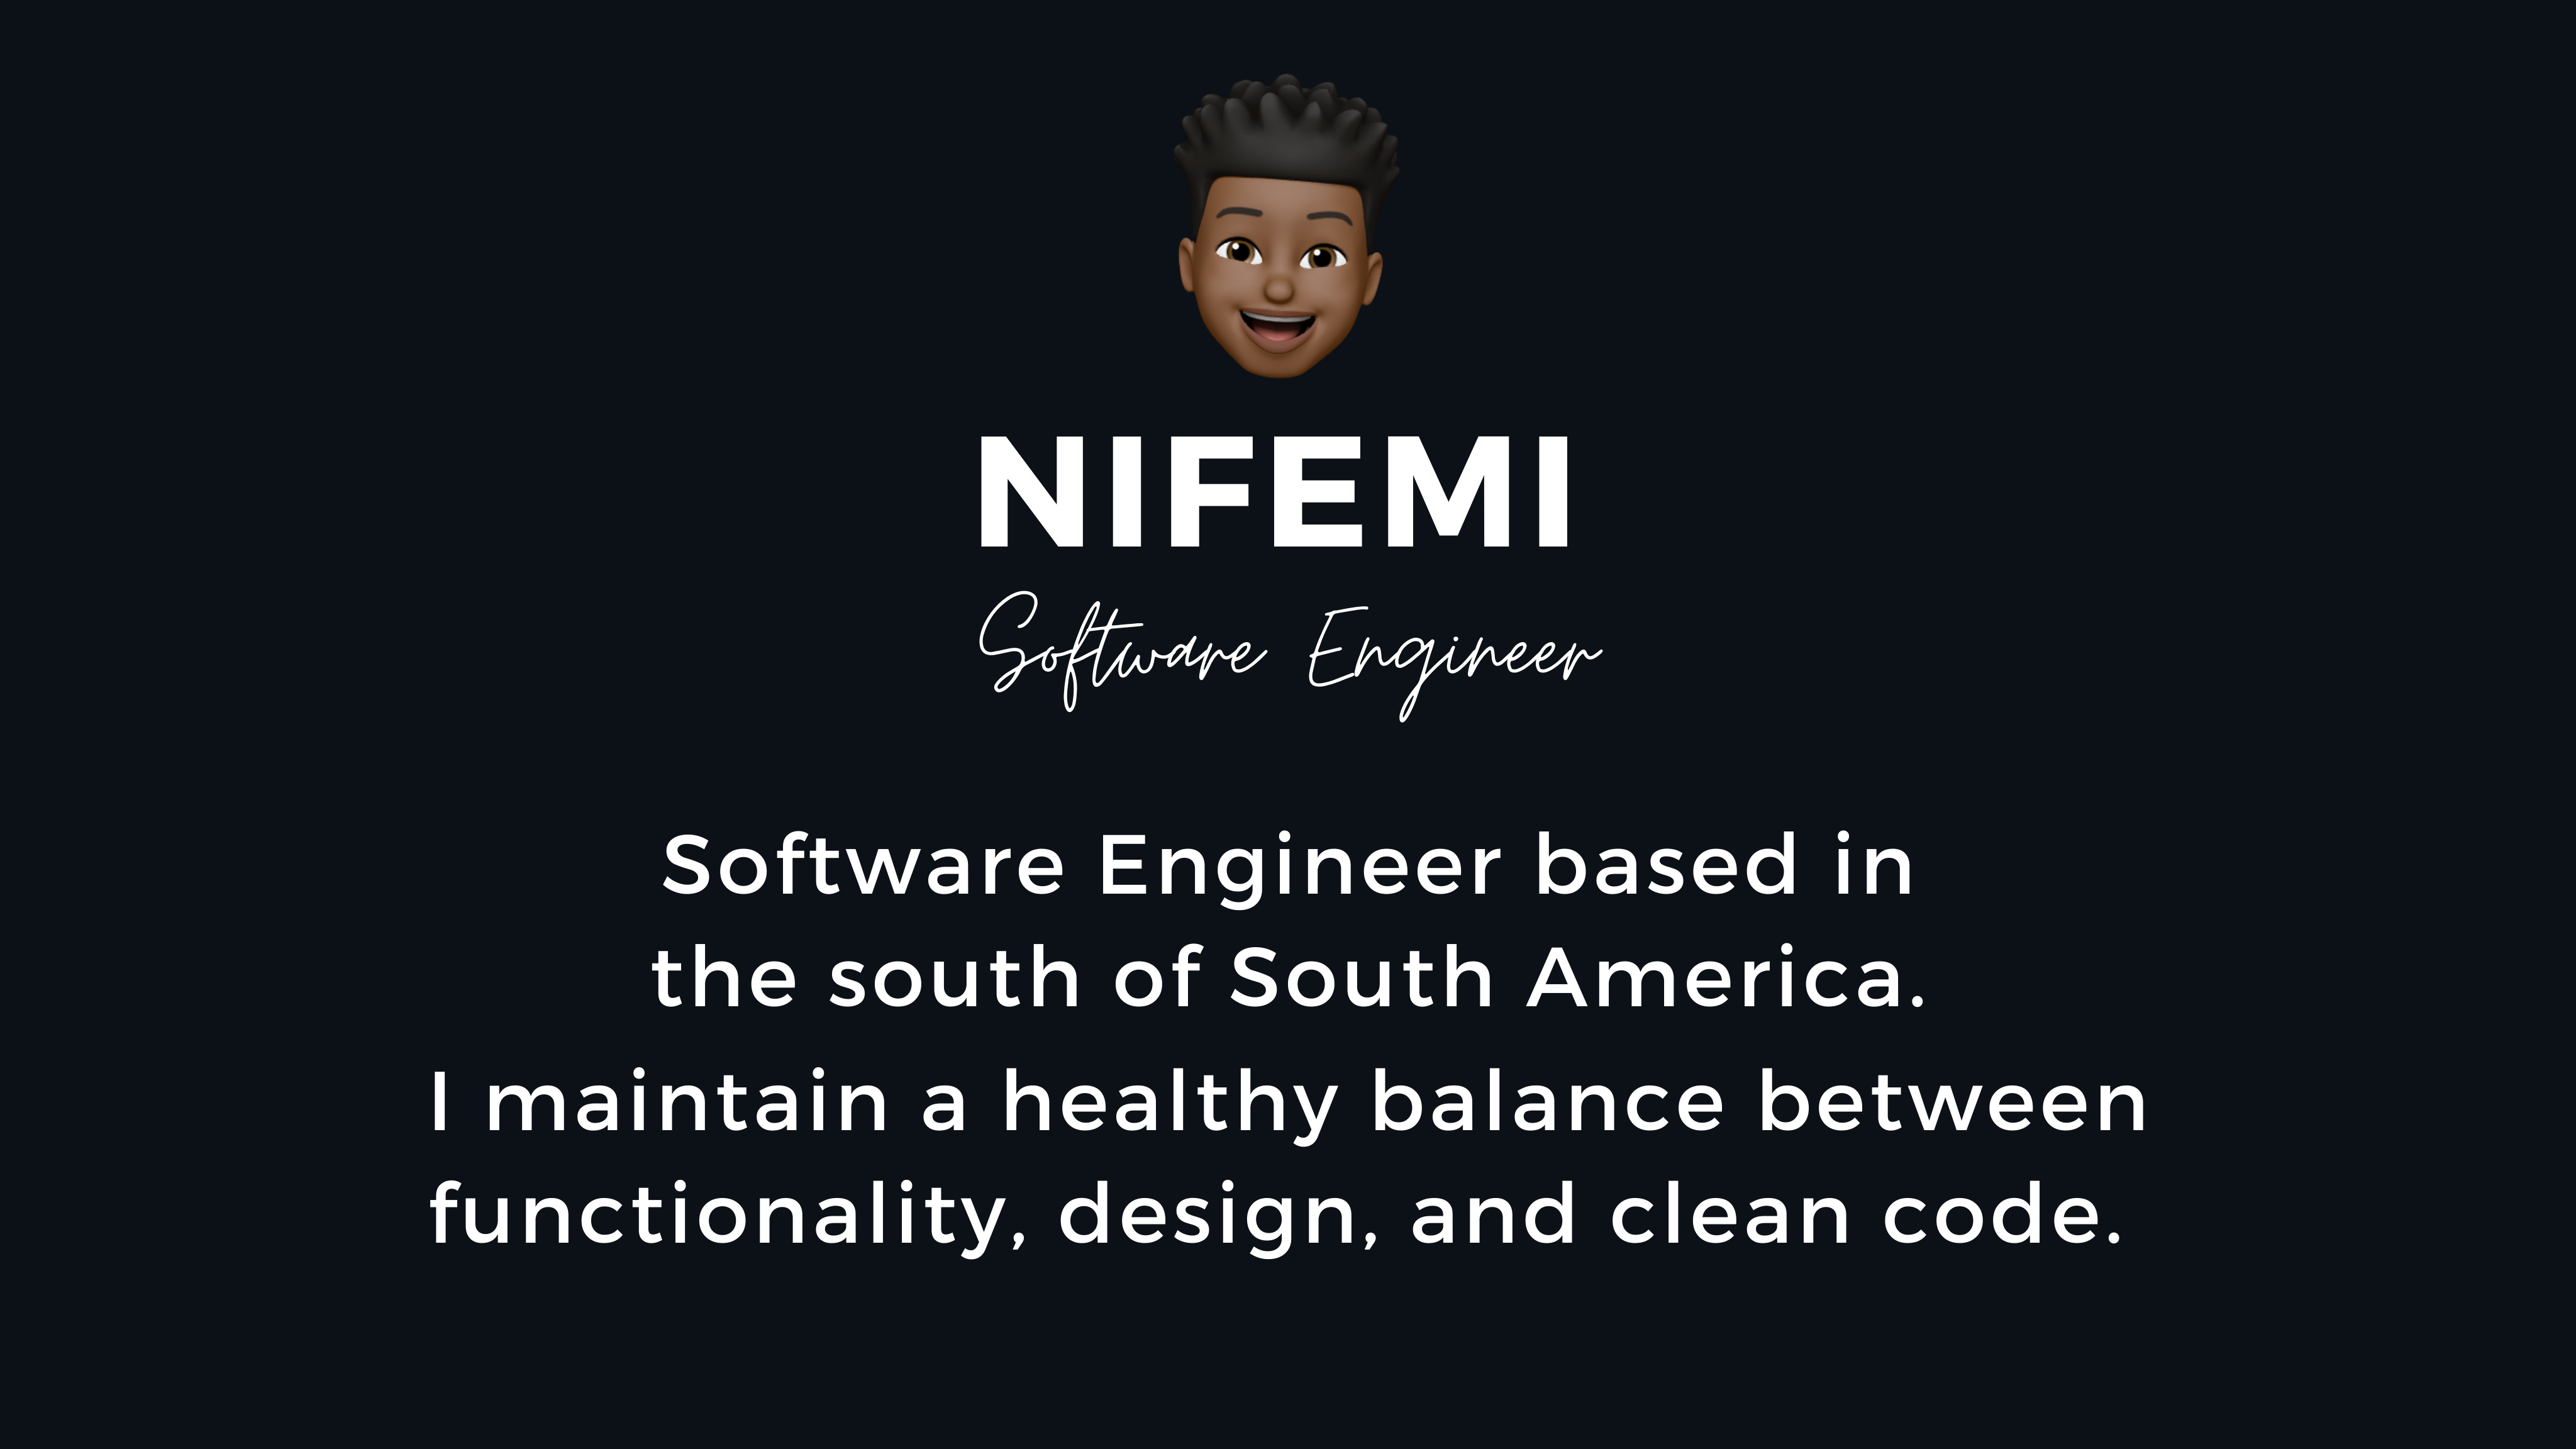 NIFEMI
Software Engineer
Software Engineer based in
the south of South America.
I maintain a healthy balance between
functionality, design, and clean code.